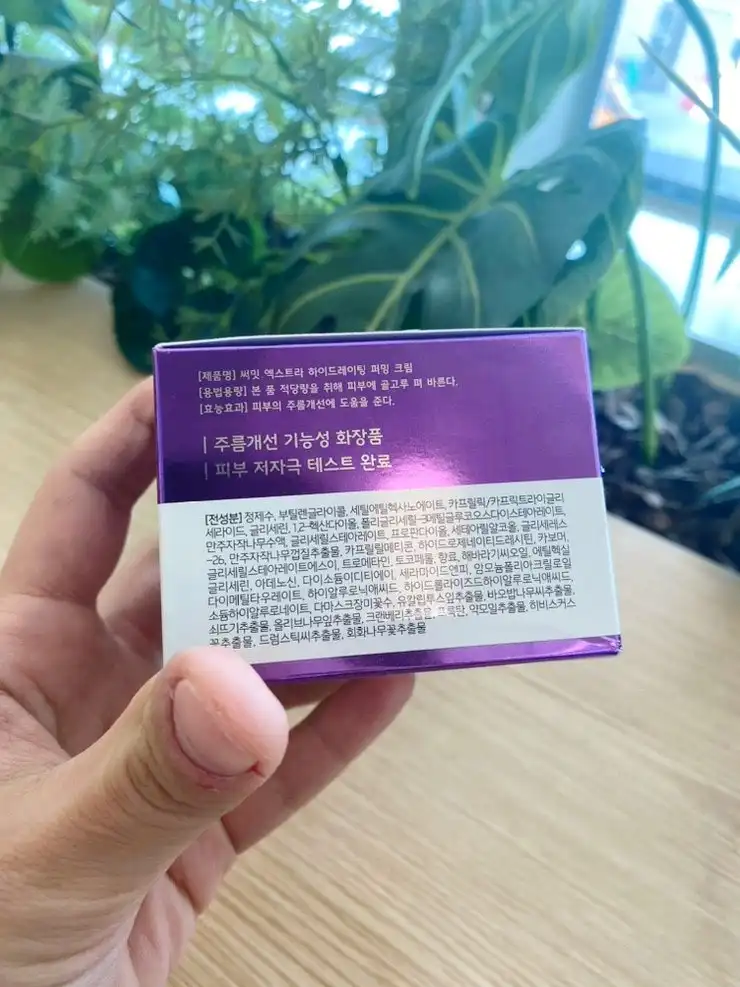 [제품명] 써밋 엑스트라 하이드레이팅 퍼밍 크림
[용법용량] 본 품 적당량을 취해 피부에 골고루 펴 바른다.
[효능효과] 피부의 주름개선에 도움을 준다.
| 주름개선 기능성 화장품
| 피부 저자극 테스트 완료
[전성분] 정제수, 부틸렌글라이콜, 세틸에틸헥사노에이트, 카프릴릭/카프릭트라이글리
세라이드, 글리세린, 1,2-헥산다이올, 폴리글리세릴-3메틸글루코오스다이스테아레이트,
만주자작나무수액, 글리세릴스테아레이트, 프로판다이올, 세테아릴알코올, 글리세레스
-26, 만주자작나무껍질추출물, 카프릴릴메티콘, 하이드로제네이티드레시틴, 카보머,
글리세릴스테아레이트에스이, 트로메타민, 토코페롤, 향료, 해바라기씨오일, 에틸헥실
글리세린, 아데노신, 다이소듐이디티에이, 세라마이드엔피, 암모늄폴리아크릴로일
다이메틸타우레이트, 하이알루로닉애씨드, 하이드롤라이즈드하이알루로닉애씨드,
소듐하이알루로네이트, 다마스크장미꽃수, 유칼립투스잎추출물, 바오밥나무씨추출물,
쇠뜨기추출물, 올리브나무잎추출물, 크랜베리추출물, 약모밀추출물, 히비스커스
꽃추출물, 드럼스틱씨추출물, 회화나무꽃추출물